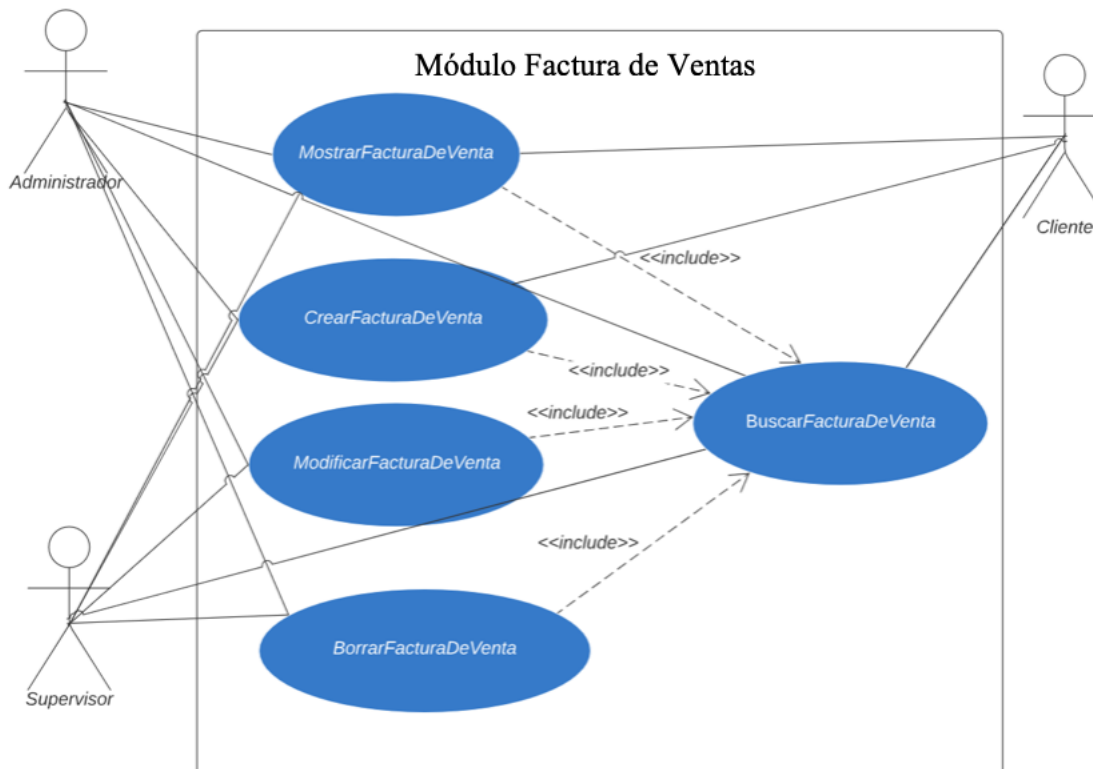 Módulo Factura de Ventas
MostrarFacturaDeVenta
Administrador
Cliente
<<include>>
CrearFacturaDeVenta
<<include>>
<<include>>
BuscarFacturaDeVenta
ModificarFacturaDeVenta
<<include>>
BorrarFacturaDeVenta
Supervisor